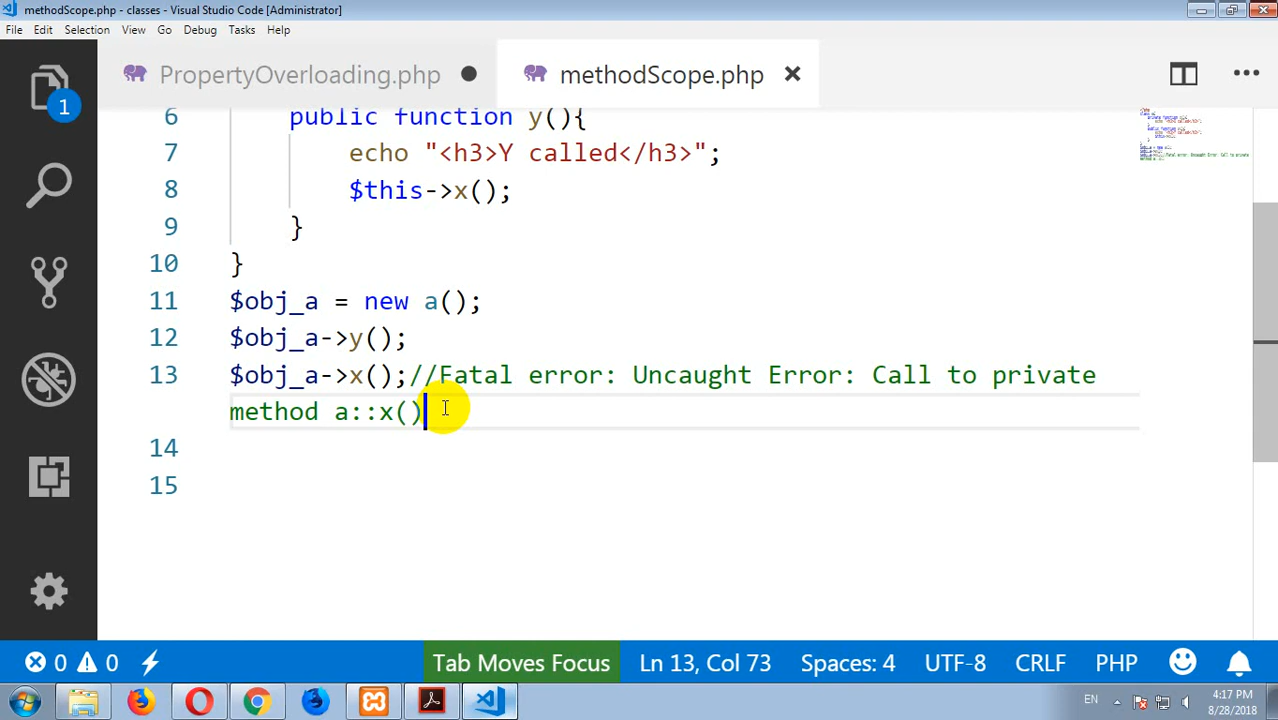 methodScope.php - classes - Visual Studio Code [Administrator]
File Edit Selection View Go Debug Tasks Help
PropertyOverloading.php methodScope.php
1
6 public function y(){
7 echo "<h3>Y called</h3>";
8 $this->x();
9 }
10 }
11 $obj_a = new a();
12 $obj_a->y();
13 $obj_a->x();//Fatal error: Uncaught Error: Call to private
method a::x()
14
15
0 0 Tab Moves Focus Ln 13, Col 73 Spaces: 4 UTF-8 CRLF PHP
EN 4:17 PM
8/28/2018